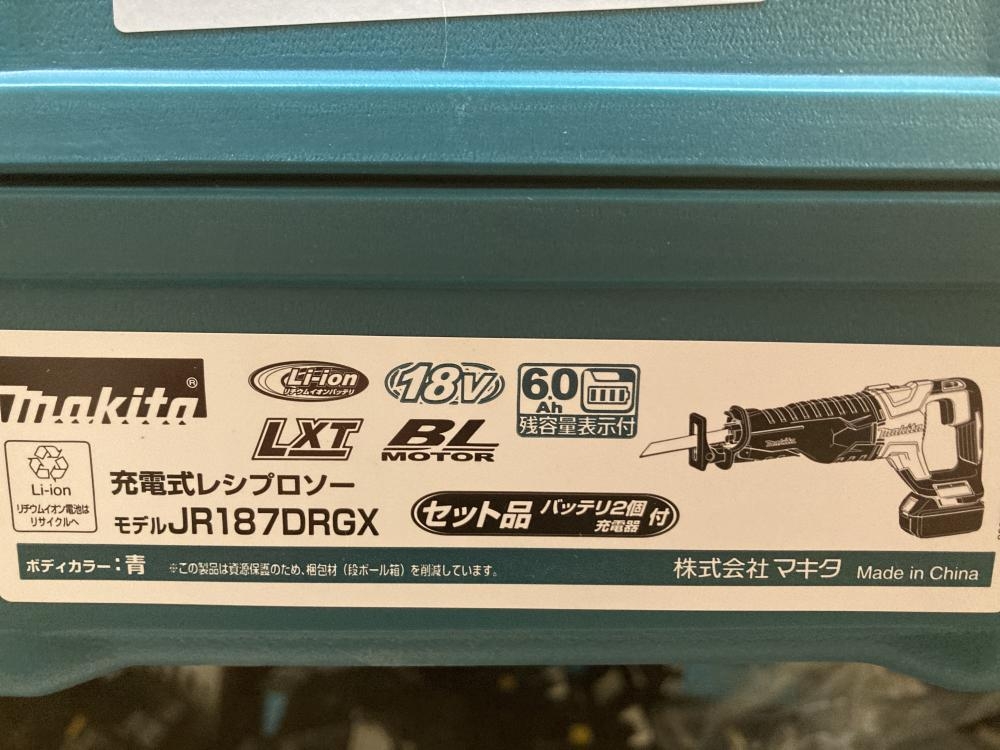 makita®
Li-ion
リチウムイオンバッテリ
18V
6.0
Ah
残容量表示付
LXT
BL
MOTOR
Li-ion
リチウムイオン電池は
リサイクルへ
充電式レシプロソー
モデルJR187DRGX
セット品 バッテリ2個
充電器 付
makita
Makita
ボディカラー：青 ※この製品は資源保護のため、梱包材（段ボール箱）を削減しています。
株式会社マキタ Made in China